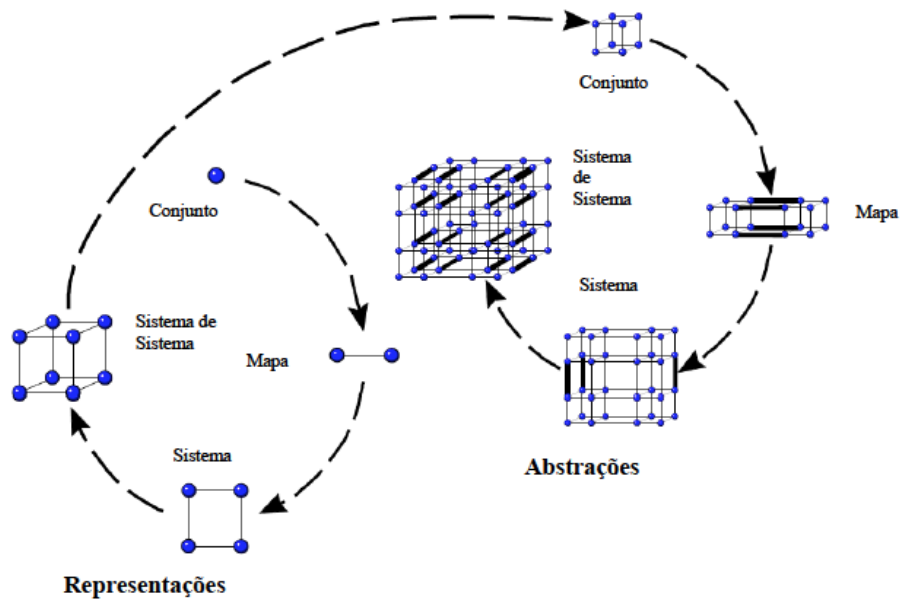 Conjunto
Sistema
de
Sistema
Conjunto
Mapa
Sistema
Sistema de
Sistema
Mapa
Sistema
Abstrações
Representações